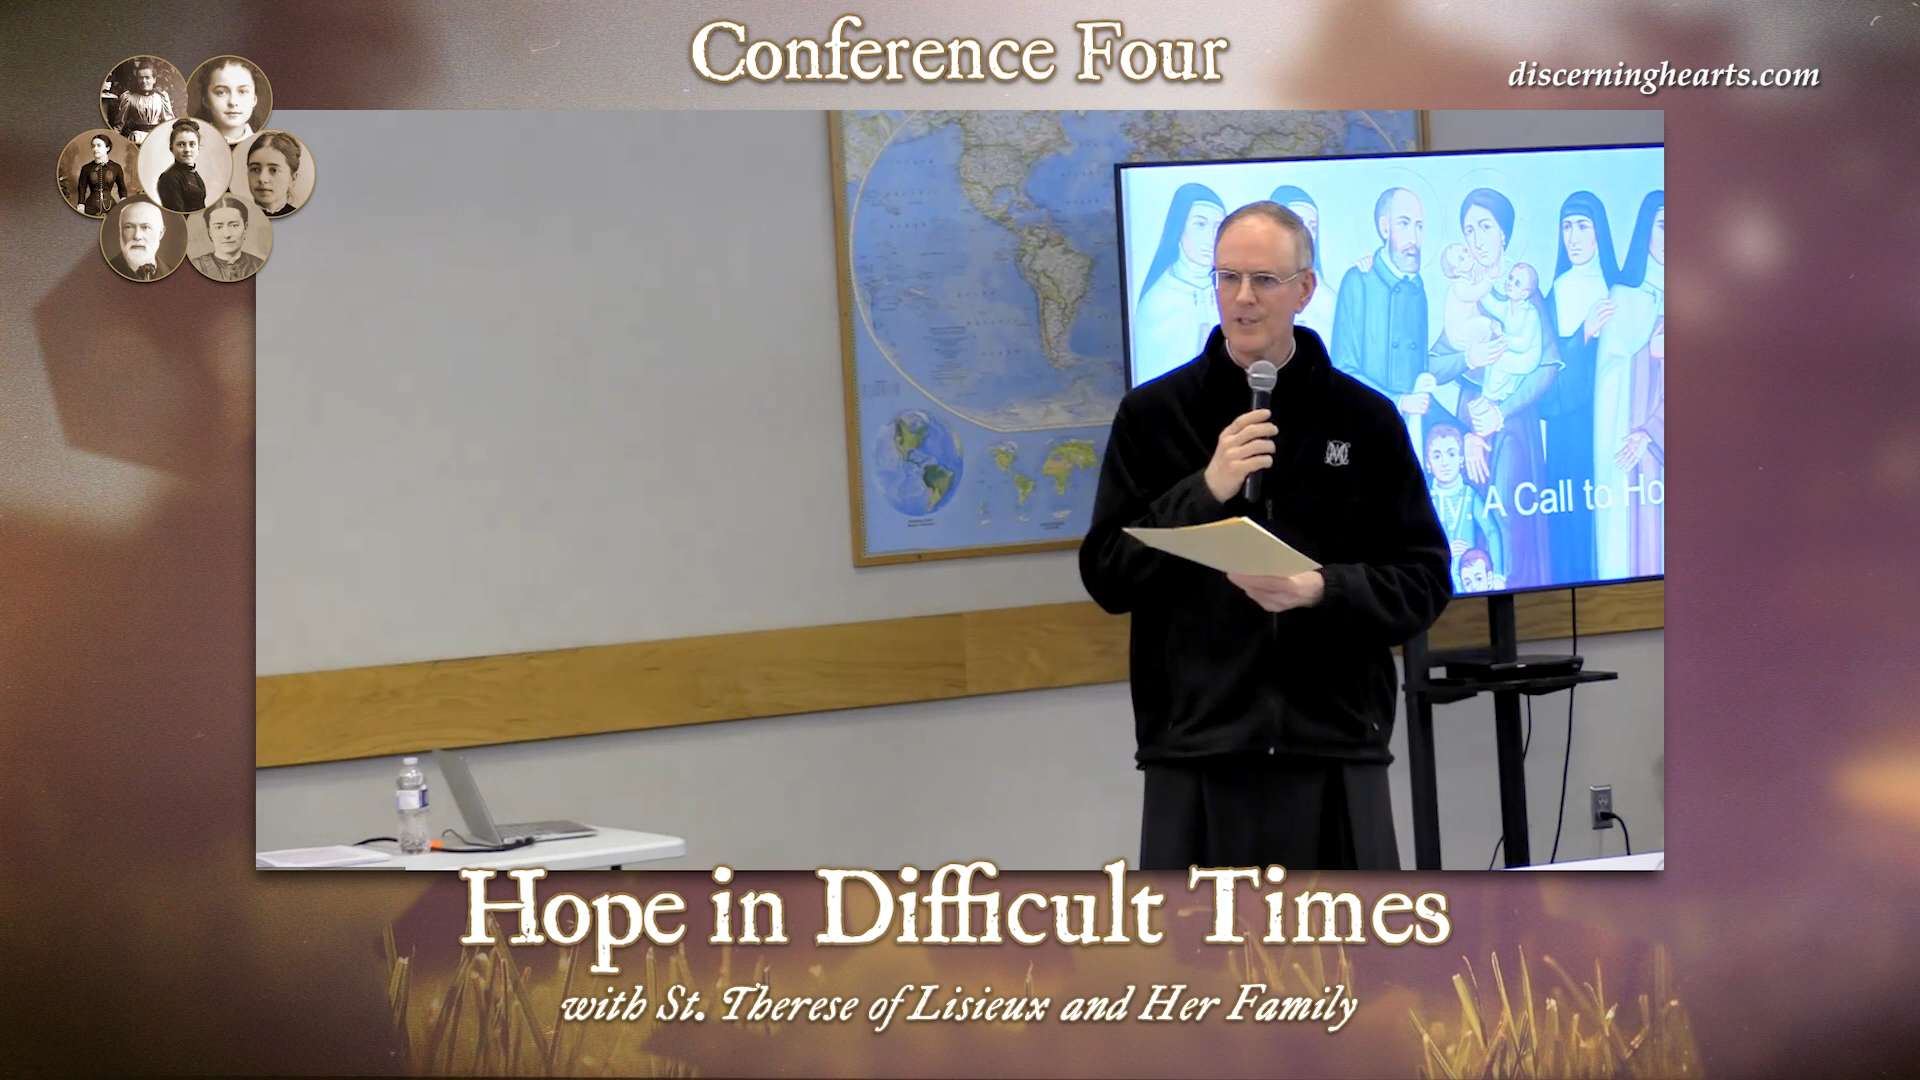 Conference Four
discerninghearts.com
ily: A Call to Ho
Hope in Difficult Times
with St. Therese of Lisieux and Her Family